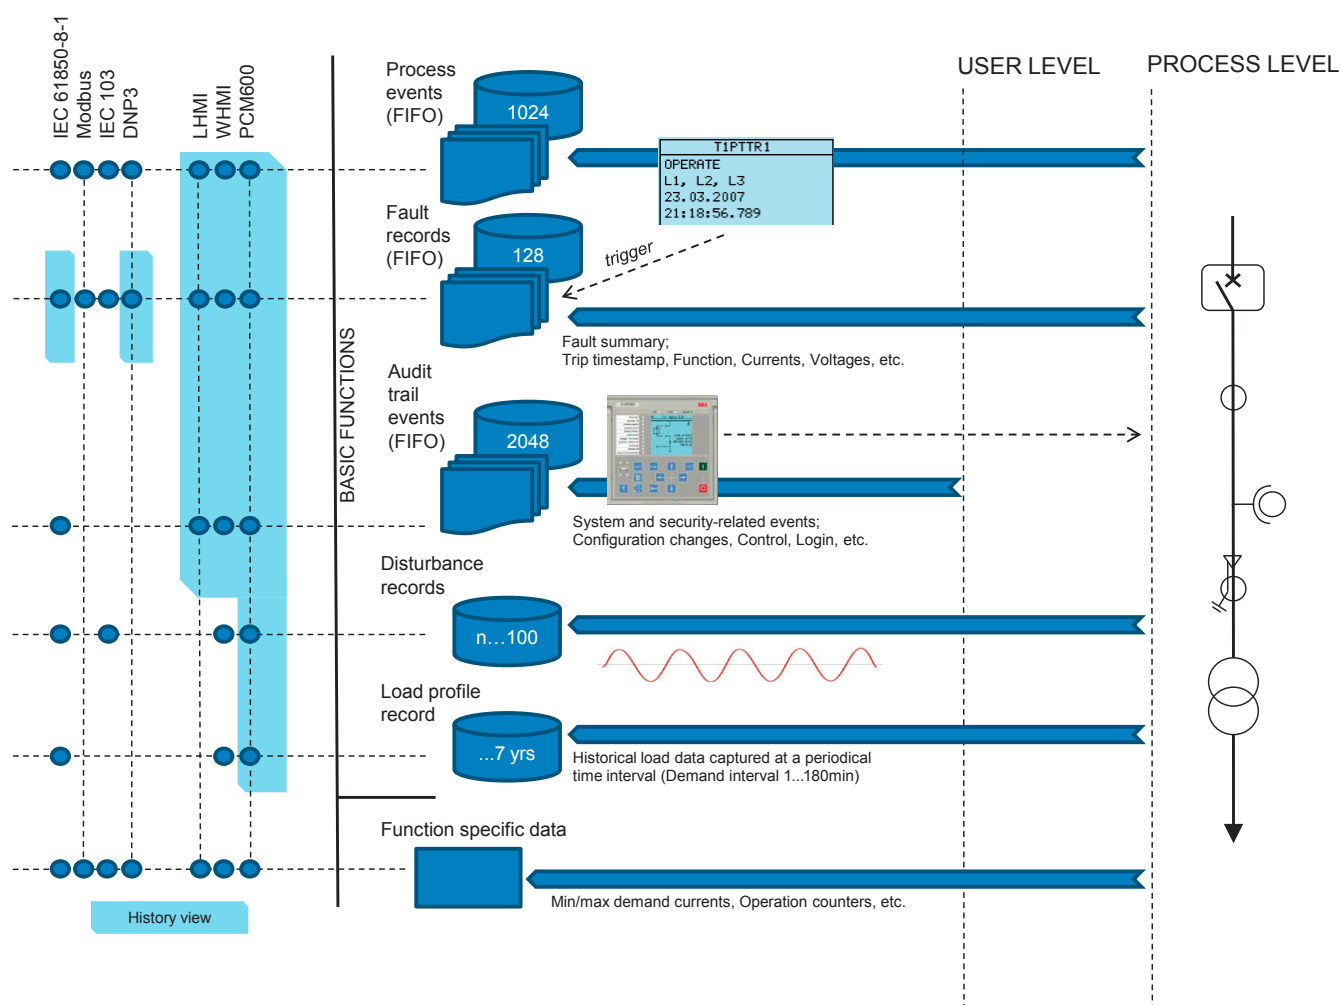 IEC 61850-8-1
Modbus
IEC 103
DNP3
LHMI
WHMI
PCM600
USER LEVEL
PROCESS LEVEL
BASIC FUNCTIONS
Process
events
(FIFO)
1024
T1PTTR1
OPERATE
L1, L2, L3
23.03.2007
21:18:56.789
Fault
records
(FIFO)
128
trigger
Fault summary;
Trip timestamp, Function, Currents, Voltages, etc.
Audit
trail
events
(FIFO)
2048
System and security-related events;
Configuration changes, Control, Login, etc.
Disturbance
records
n…100
Load profile
record
...7 yrs
Historical load data captured at a periodical
time interval (Demand interval 1...180min)
Function specific data
Min/max demand currents, Operation counters, etc.
History view